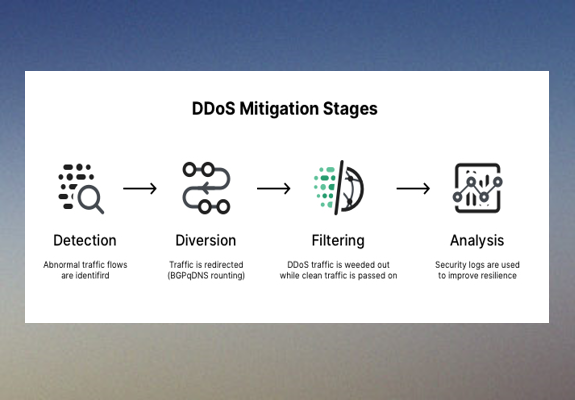 DDoS Mitigation Stages
Detection
Abnormal traffic flows
are identifird
Diversion
Traffic is redirected
(BGPqDNS rounting)
Filtering
DDoS traffic is weeded out
while clean traffic is passed on
Analysis
Security logs are used
to improve resilience